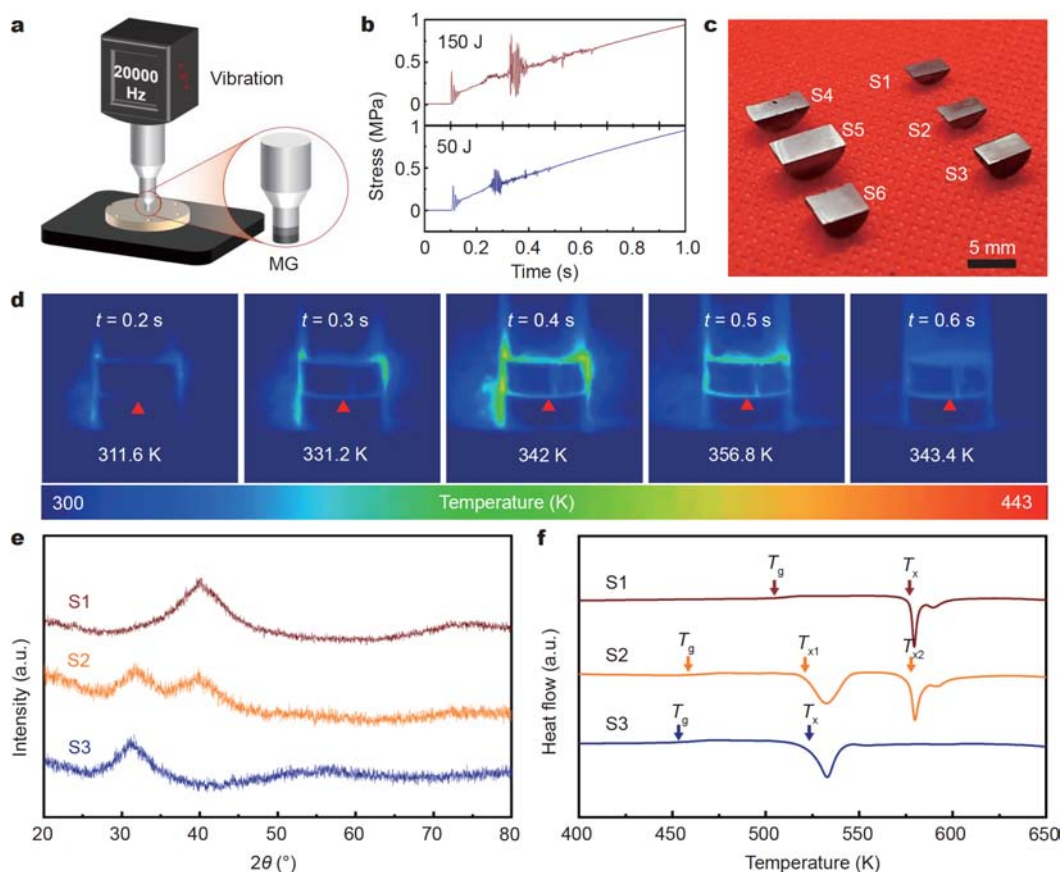 a
20000
Hz
Vibration
MG
b
150 J
50 J
1
0.5
0
1
0.5
0
Stress (MPa)
0 0.2 0.4 0.6 0.8 1.0
Time (s)
c
S1
S4
S2
S5
S3
S6
5 mm
d
t = 0.2 s t = 0.3 s t = 0.4 s t = 0.5 s t = 0.6 s
311.6 K 331.2 K 342 K 356.8 K 343.4 K
300 Temperature (K) 443
e
S1
S2
S3
Intensity (a.u.)
20 30 40 50 60 70 80
2θ (°)
f
S1 Tg Tx
S2 Tg Tx1 Tx2
S3 Tg Tx
Heat flow (a.u.)
400 450 500 550 600 650
Temperature (K)